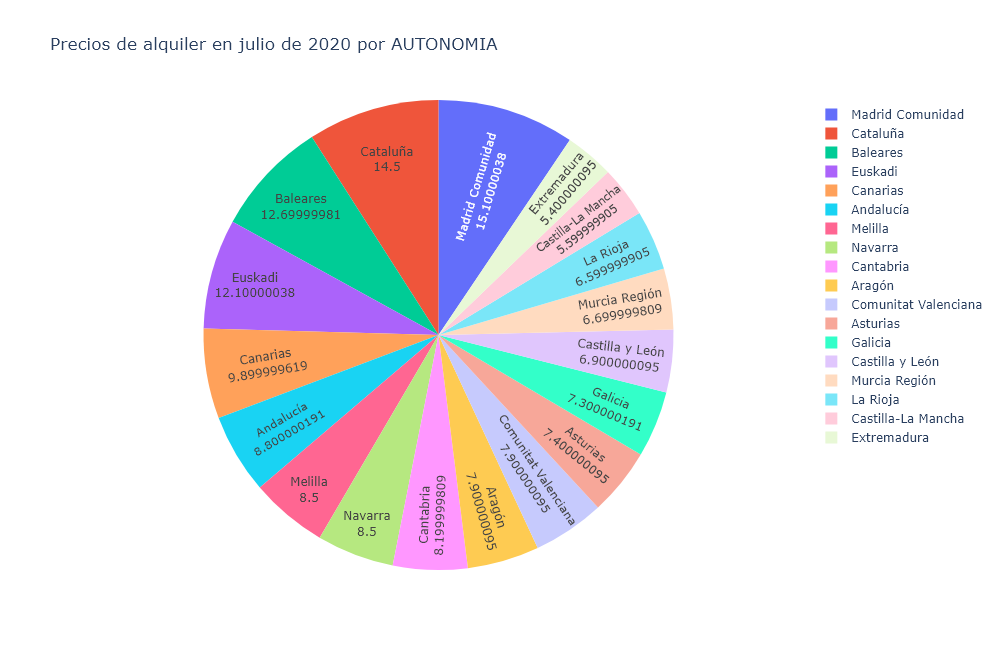 Precios de alquiler en julio de 2020 por AUTONOMIA
Madrid Comunidad
15.10000038
Extremadura
5.400000095
Castilla-La Mancha
5.599999905
La Rioja
6.599999905
Murcia Región
6.699999809
Castilla y León
6.900000095
Galicia
7.300000191
Asturias
7.400000095
Comunitat Valenciana
7.900000095
Aragón
7.900000095
Cantabria
8.199999809
Navarra
8.5
Melilla
8.5
Andalucía
8.800000191
Canarias
9.899999619
Euskadi
12.10000038
Baleares
12.69999981
Cataluña
14.5
Madrid Comunidad
Cataluña
Baleares
Euskadi
Canarias
Andalucía
Melilla
Navarra
Cantabria
Aragón
Comunitat Valenciana
Asturias
Galicia
Castilla y León
Murcia Región
La Rioja
Castilla-La Mancha
Extremadura